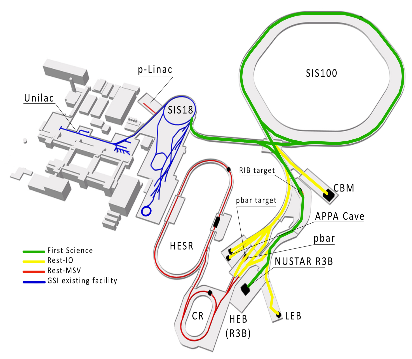 p-Linac
Unilac
SIS18
SIS100
RIB target
CBM
pbar target
APPA Cave
HESR
pbar
NUSTAR R3B
First Science
Rest-IO
Rest-MSV
GSI existing facility
CR
HEB
(R3B)
LEB